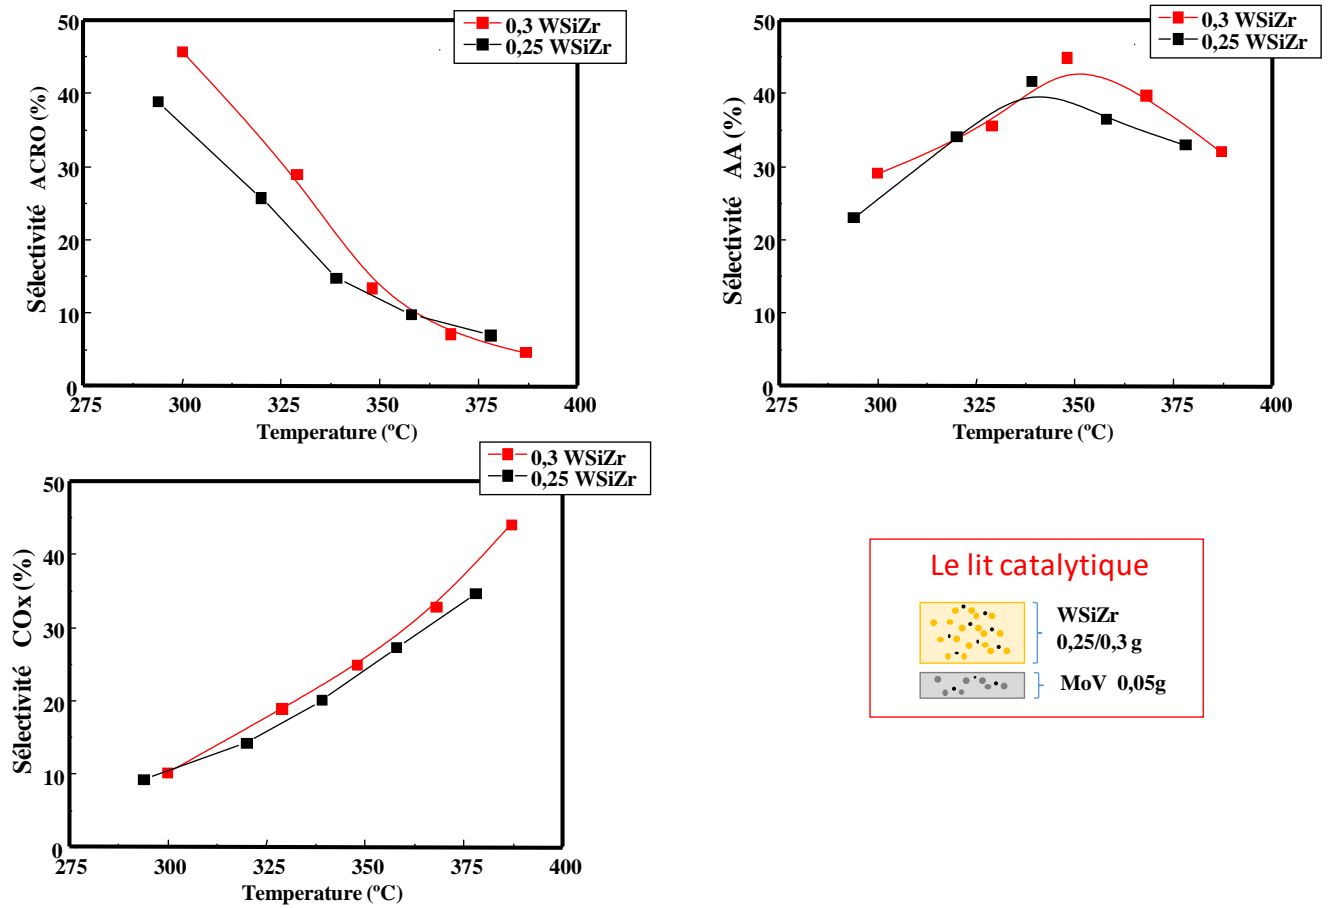 0,3 WSiZr
0,25 WSiZr
Sélectivité ACRO (%)
50
40
30
20
10
0
275 300 325 350 375 400
Temperature (ºC)
0,3 WSiZr
0,25 WSiZr
Sélectivité AA (%)
50
40
30
20
10
0
275 300 325 350 375 400
Temperature (ºC)
0,3 WSiZr
0,25 WSiZr
Sélectivité COx (%)
50
40
30
20
10
0
275 300 325 350 375 400
Temperature (ºC)
Le lit catalytique
WSiZr
0,25/0,3 g
MoV 0,05g